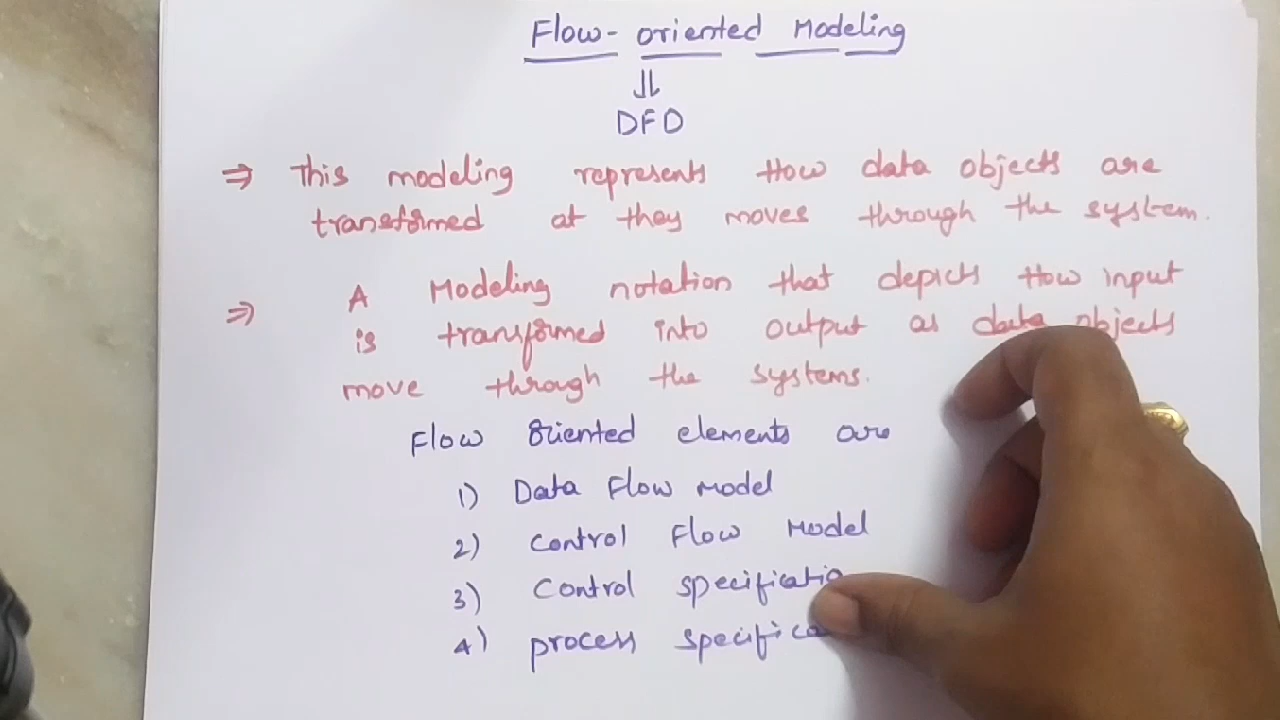 Flow-oriented Modeling
⇓
DFD
⇒ This modeling represents How data objects are
transformed at they moves through the system.
⇒ A Modeling notation that depicts How input
is transformed into output as data objects
move through the systems.
Flow oriented elements are
1) Data Flow model
2) Control Flow Model
3) Control
4) process